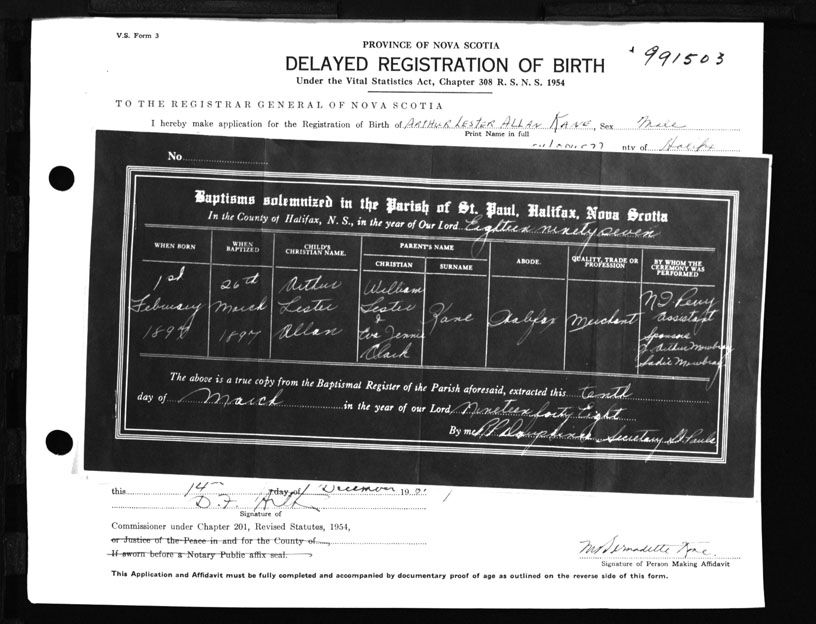 V.S. Form 3
PROVINCE OF NOVA SCOTIA
991503
DELAYED REGISTRATION OF BIRTH
Under the Vital Statistics Act, Chapter 308 R. S. N. S. 1954
TO THE REGISTRAR GENERAL OF NOVA SCOTIA
I hereby make application for the Registration of Birth of ARTHUR LESTER ALLAN KANE, Sex Male
Print Name in full
nty of Halifax
No.
Baptisms solemnized in the Parish of St. Paul, Halifax, Nova Scotia
In the County of Halifax, N. S., in the year of Our Lord Eighteen ninety seven
WHEN BORN WHEN BAPTIZED CHILD'S CHRISTIAN NAME. PARENT'S NAME ABODE. QUALITY, TRADE OR PROFESSION BY WHOM THE CEREMONY WAS PERFORMED
CHRISTIAN SURNAME
1st 26th Arthur William
February March Lester Lester Kane Halifax Merchant Assistant
1897 1897 Allan & Eva Jennie Sponsors
Clark Arthur Mowbray
Sadie Mowbray
The above is a true copy from the Baptismal Register of the Parish aforesaid, extracted this tenth
day of March in the year of our Lord Nineteen forty Eight
By me Secretary St Pauls
this 14 day of December 19
Signature of
Commissioner under Chapter 201, Revised Statutes, 1954,
or Justice of the Peace in and for the County of
If sworn before a Notary Public affix seal.
Bernadette Kane
Signature of Person Making Affidavit
This Application and Affidavit must be fully completed and accompanied by documentary proof of age as outlined on the reverse side of this form.